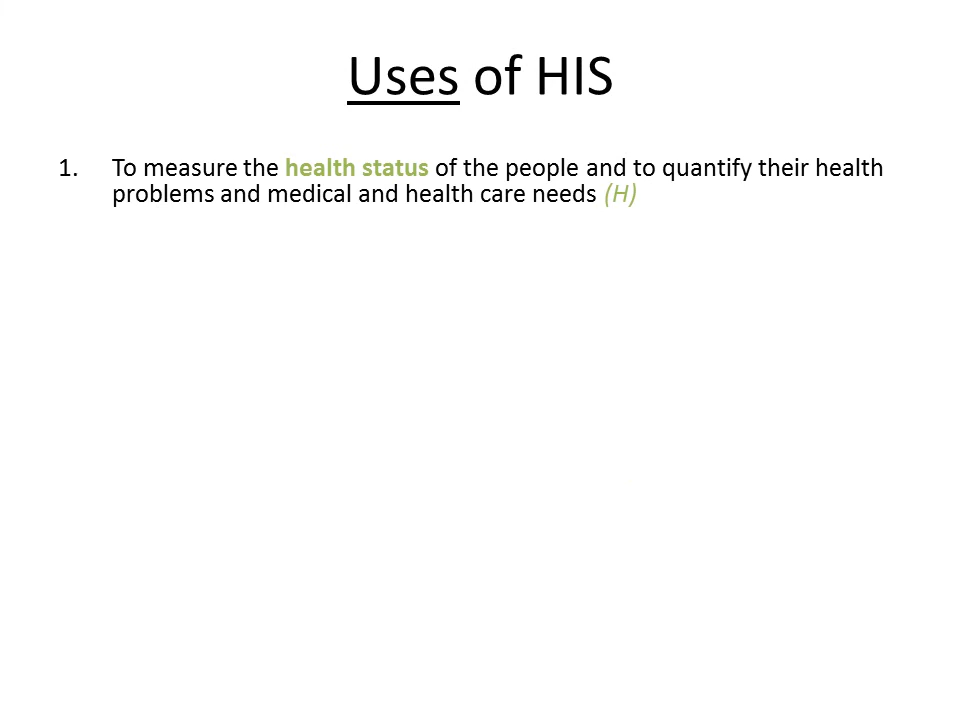 Uses of HIS
1. To measure the health status of the people and to quantify their health
problems and medical and health care needs (H)